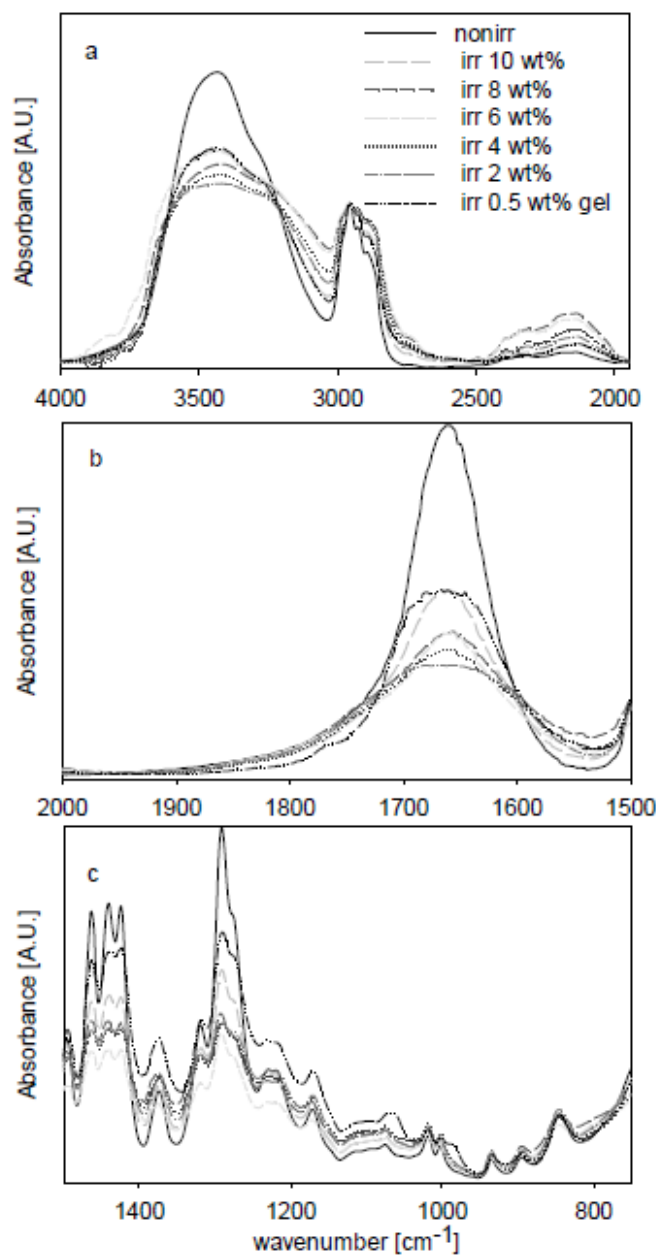 a
nonirr
irr 10 wt%
irr 8 wt%
irr 6 wt%
irr 4 wt%
irr 2 wt%
irr 0.5 wt% gel
Absorbance [A.U.]
4000 3500 3000 2500 2000
b
Absorbance [A.U.]
2000 1900 1800 1700 1600 1500
c
Absorbance [A.U.]
1400 1200 1000 800
wavenumber [cm-1]